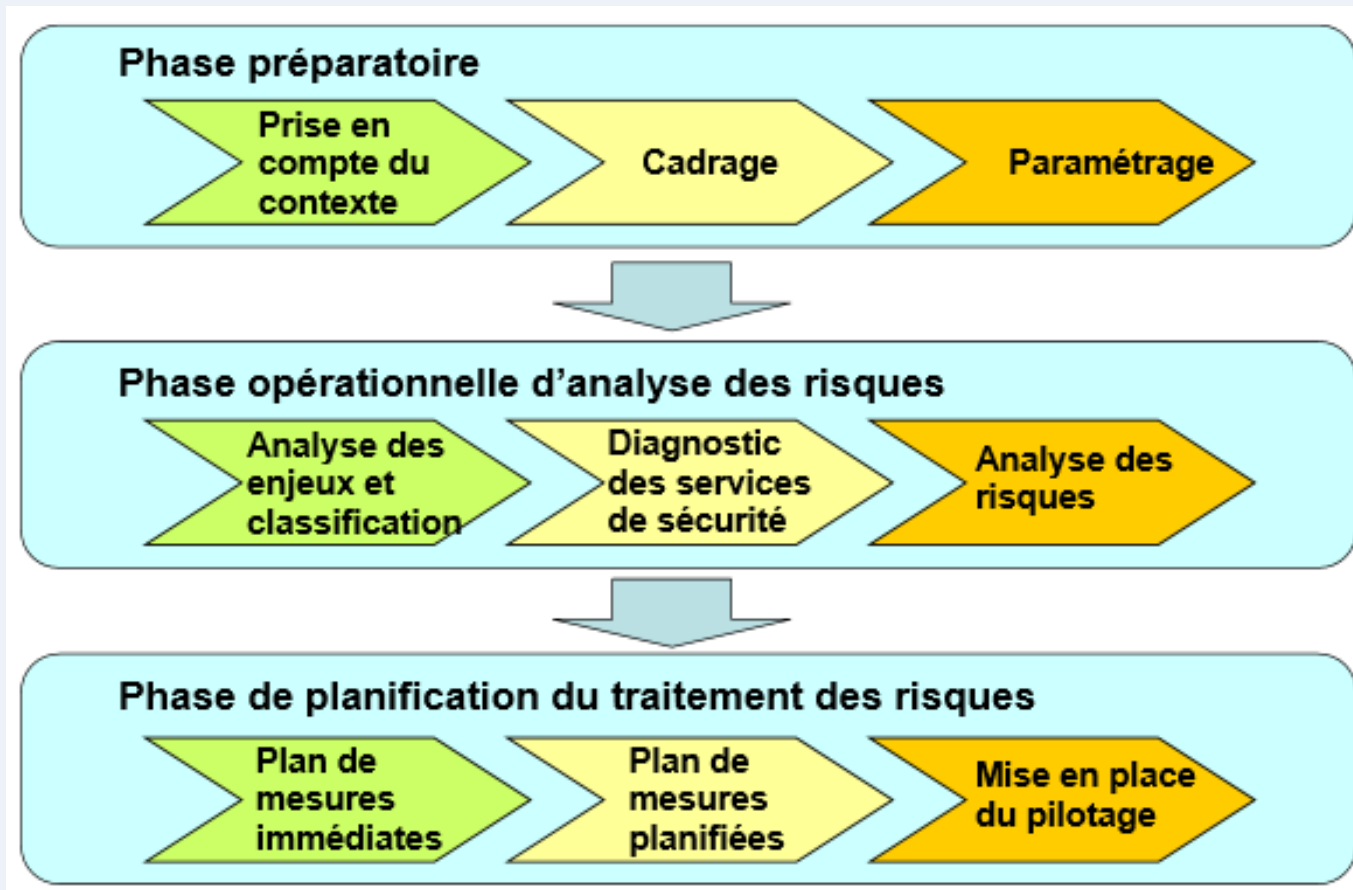 Phase préparatoire
Prise en
compte du
contexte
Cadrage
Paramétrage
Phase opérationnelle d’analyse des risques
Analyse des
enjeux et
classification
Diagnostic
des services
de sécurité
Analyse des
risques
Phase de planification du traitement des risques
Plan de
mesures
immédiates
Plan de
mesures
planifiées
Mise en place
du pilotage